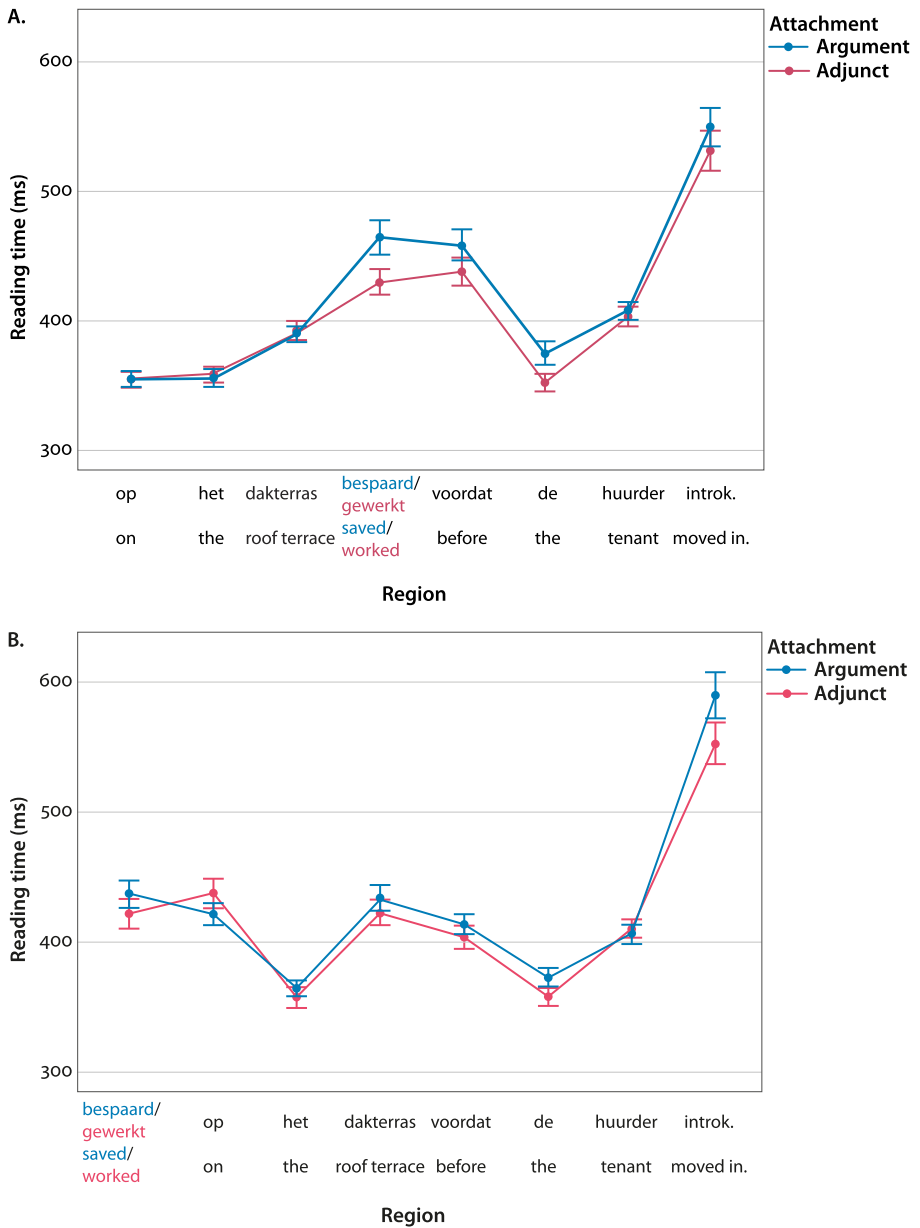 A.
Attachment
Argument
Adjunct
600
500
400
300
Reading time (ms)
op het dakterras bespaard/ voordat de huurder introk.
gewerkt
on the roof terrace saved/ before the tenant moved in.
worked
Region
B.
Attachment
Argument
Adjunct
600
500
400
300
Reading time (ms)
bespaard/ op het dakterras voordat de huurder introk.
gewerkt
saved/ on the roof terrace before the tenant moved in.
worked
Region